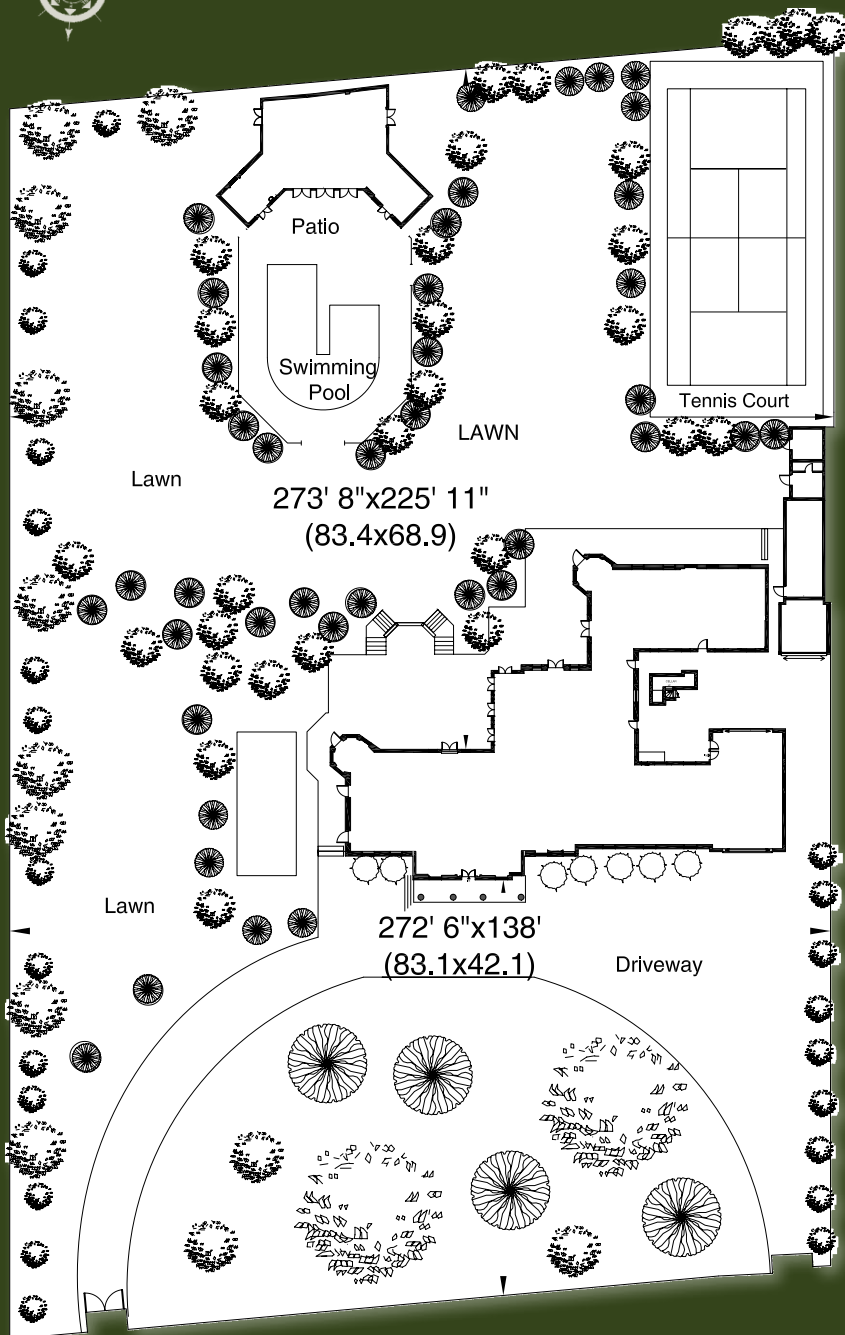 Patio
Swimming
Pool
Tennis Court
LAWN
Lawn
273' 8"x225' 11"
(83.4x68.9)
Lawn
272' 6"x138'
(83.1x42.1)
Driveway